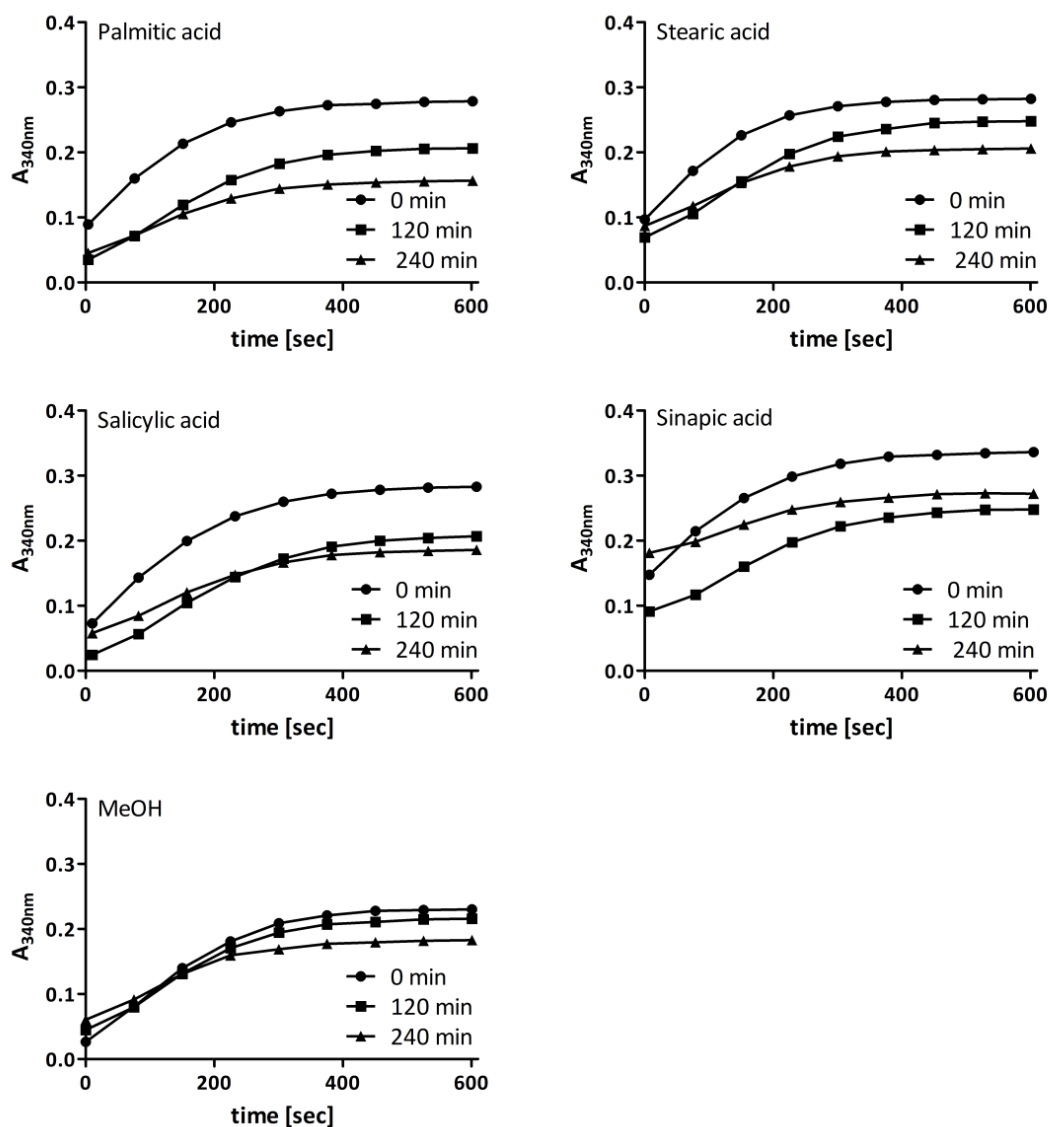 Palmitic acid
0.4
0.3
0.2
0.1
0.0
A340nm
0 min
120 min
240 min
0 200 400 600
time [sec]
Stearic acid
0.4
0.3
0.2
0.1
0.0
A340nm
0 min
120 min
240 min
0 200 400 600
time [sec]
Salicylic acid
0.4
0.3
0.2
0.1
0.0
A340nm
0 min
120 min
240 min
0 200 400 600
time [sec]
Sinapic acid
0.4
0.3
0.2
0.1
0.0
A340nm
0 min
120 min
240 min
0 200 400 600
time [sec]
MeOH
0.4
0.3
0.2
0.1
0.0
A340nm
0 min
120 min
240 min
0 200 400 600
time [sec]